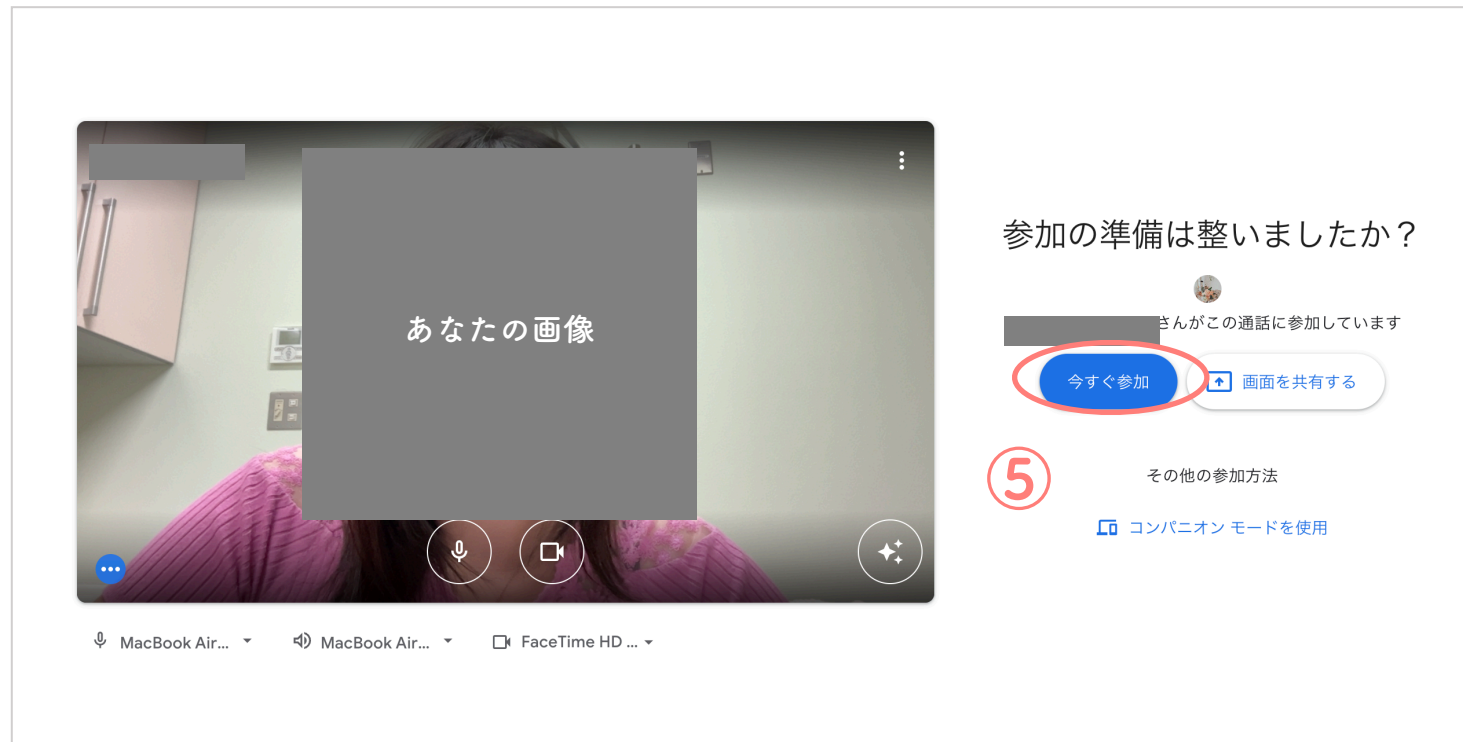 あなたの画像
MacBook Air...
MacBook Air...
FaceTime HD ...
参加の準備は整いましたか？
さんがこの通話に参加しています
今すぐ参加
画面を共有する
⑤
その他の参加方法
コンパニオン モードを使用